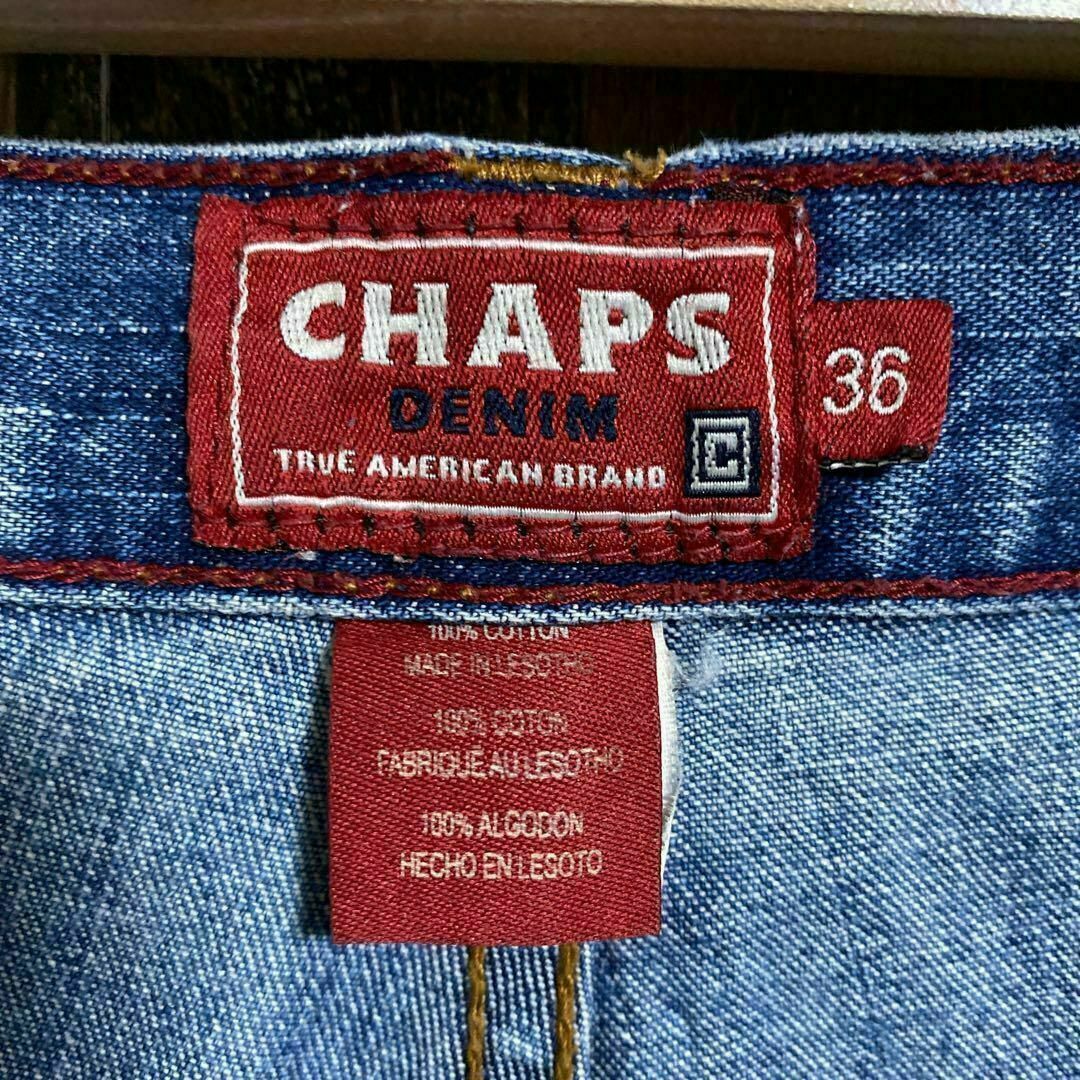 CHAPS
DENIM
TRUE AMERICAN BRAND
C
36
100% COTTON
MADE IN LESOTHO
100% COTON
FABRIQUÉ AU LESOTHO
100% ALGODON
HECHO EN LESOTO